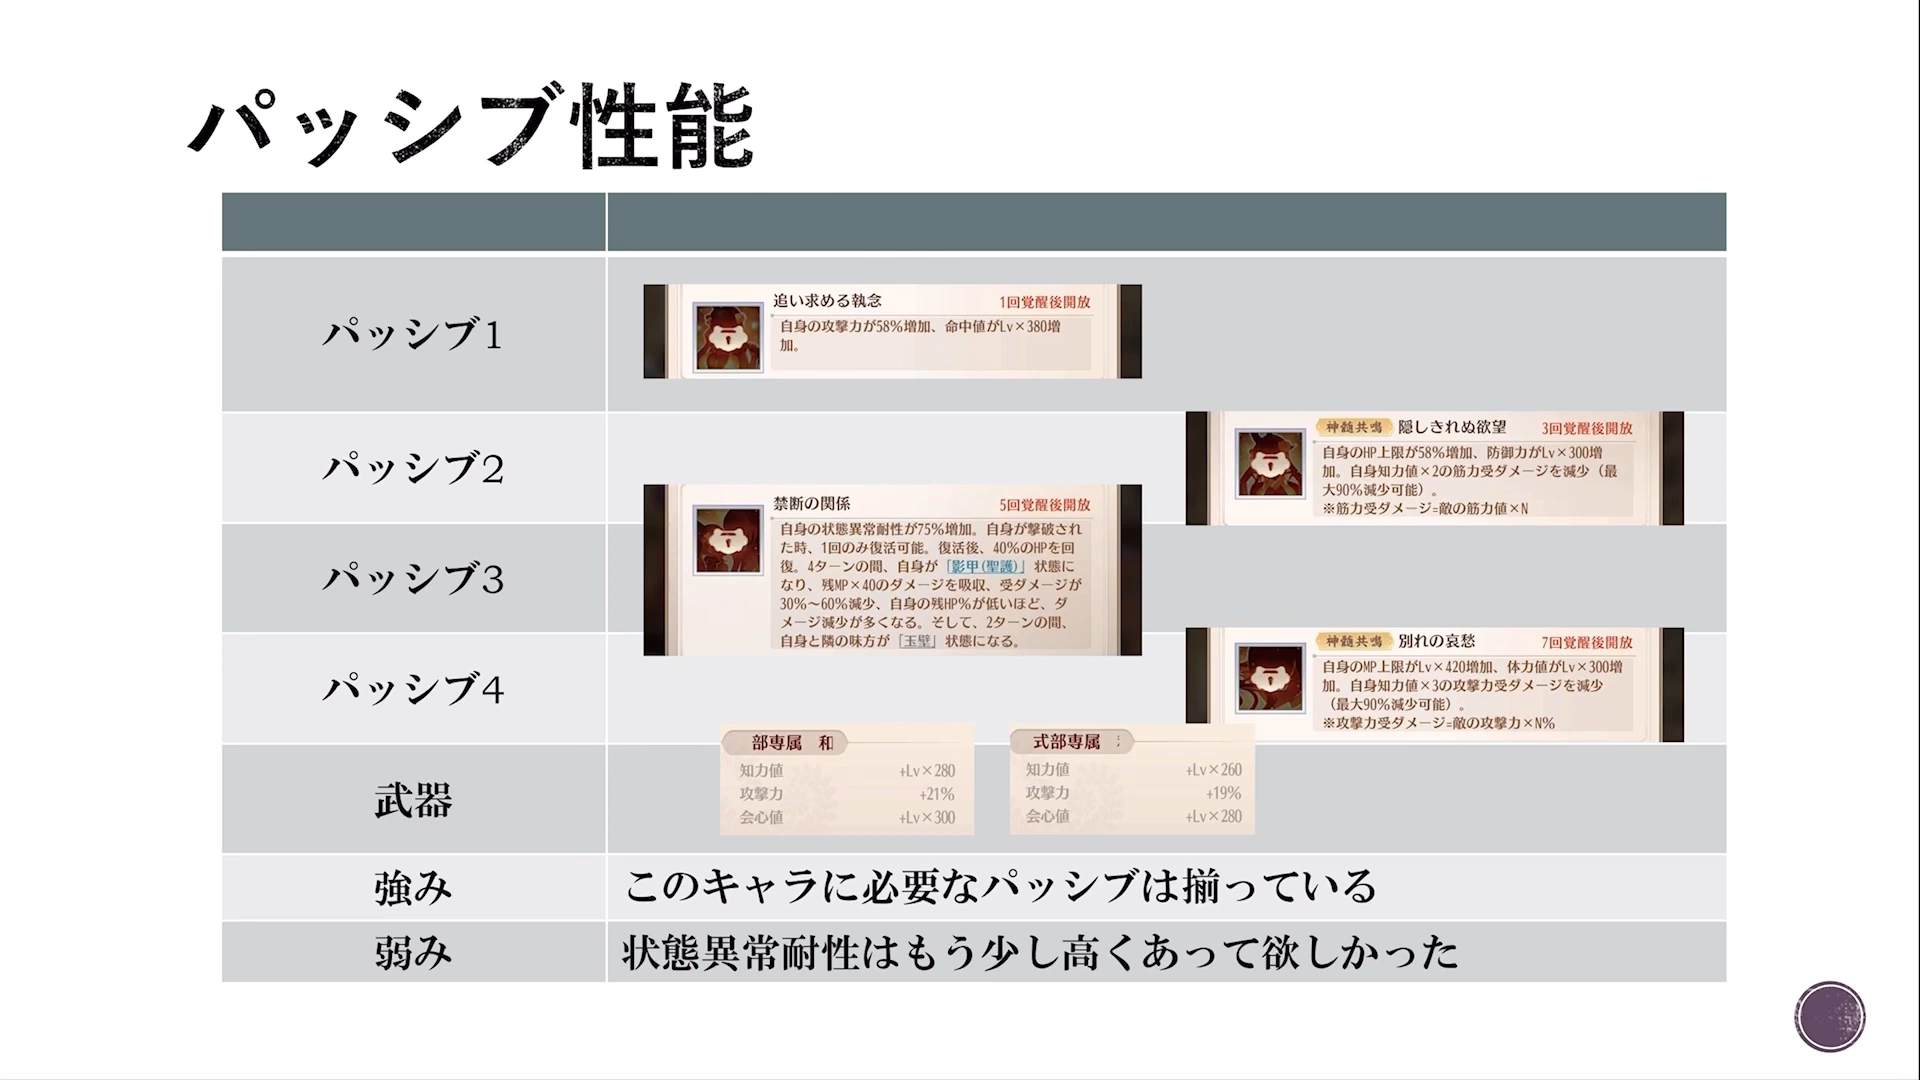 パッシブ性能
パッシブ1
追い求める執念 1回覚醒後開放
自身の攻撃力が58%増加、命中値がLv×380増
加。
パッシブ2
神髄共鳴 隠しきれぬ欲望 3回覚醒後開放
自身のHP上限が58%増加、防御力がLv×300増
加。自身知力値×2の筋力受ダメージを減少（最
大90%減少可能）。
※筋力受ダメージ=敵の筋力値×N
パッシブ3
禁断の関係 5回覚醒後開放
自身の状態異常耐性が75%増加。自身が撃破され
た時、1回のみ復活可能。復活後、40%のHPを回
復。4ターンの間、自身が「影甲(聖護)」状態に
なり、残MP×40のダメージを吸収、受ダメージが
30%～60%減少、自身の残HP%が低いほど、ダ
メージ減少が多くなる。そして、2ターンの間、
自身と隣の味方が「玉壁」状態になる。
パッシブ4
神髄共鳴 別れの哀愁 7回覚醒後開放
自身のMP上限がLv×420増加、体力値がLv×300増
加。自身知力値×3の攻撃力受ダメージを減少
（最大90%減少可能）。
※攻撃力受ダメージ=敵の攻撃力×N%
武器
部専属 和
知力値 +Lv×280
攻撃力 +21%
会心値 +Lv×300
式部専属
知力値 +Lv×260
攻撃力 +19%
会心値 +Lv×280
強み
このキャラに必要なパッシブは揃っている
弱み
状態異常耐性はもう少し高くあって欲しかった